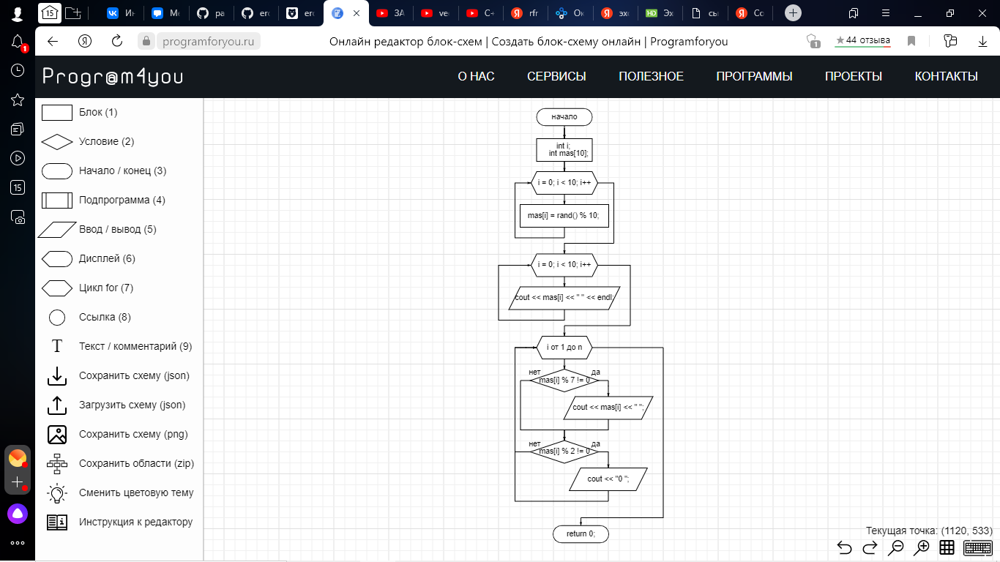 15
Ин
Ме
ра
erc
erc
ЗА
vec
C+
rfr
Ок
эхо
HD Эх
сы
Со
programforyou.ru
Онлайн редактор блок-схем | Создать блок-схему онлайн | Programforyou
1
★44 отзыва
1
Progr@m4you
О НАС
СЕРВИСЫ
ПОЛЕЗНОЕ
ПРОГРАММЫ
ПРОЕКТЫ
КОНТАКТЫ
15
Блок (1)
Условие (2)
Начало / конец (3)
Подпрограмма (4)
Ввод / вывод (5)
Дисплей (6)
Цикл for (7)
Ссылка (8)
T Текст / комментарий (9)
Сохранить схему (json)
Загрузить схему (json)
Сохранить схему (png)
Сохранить области (zip)
Сменить цветовую тему
Инструкция к редактору
начало
int i;
int mas[10];
i = 0; i < 10; i++
mas[i] = rand() % 10;
i = 0; i < 10; i++
cout << mas[i] << " " << endl;
i от 1 до n
нет
да
mas[i] % 7 != 0
cout << mas[i] << " ";
нет
да
mas[i] % 2 != 0
cout << "0 ";
return 0;
Текущая точка: (1120, 533)